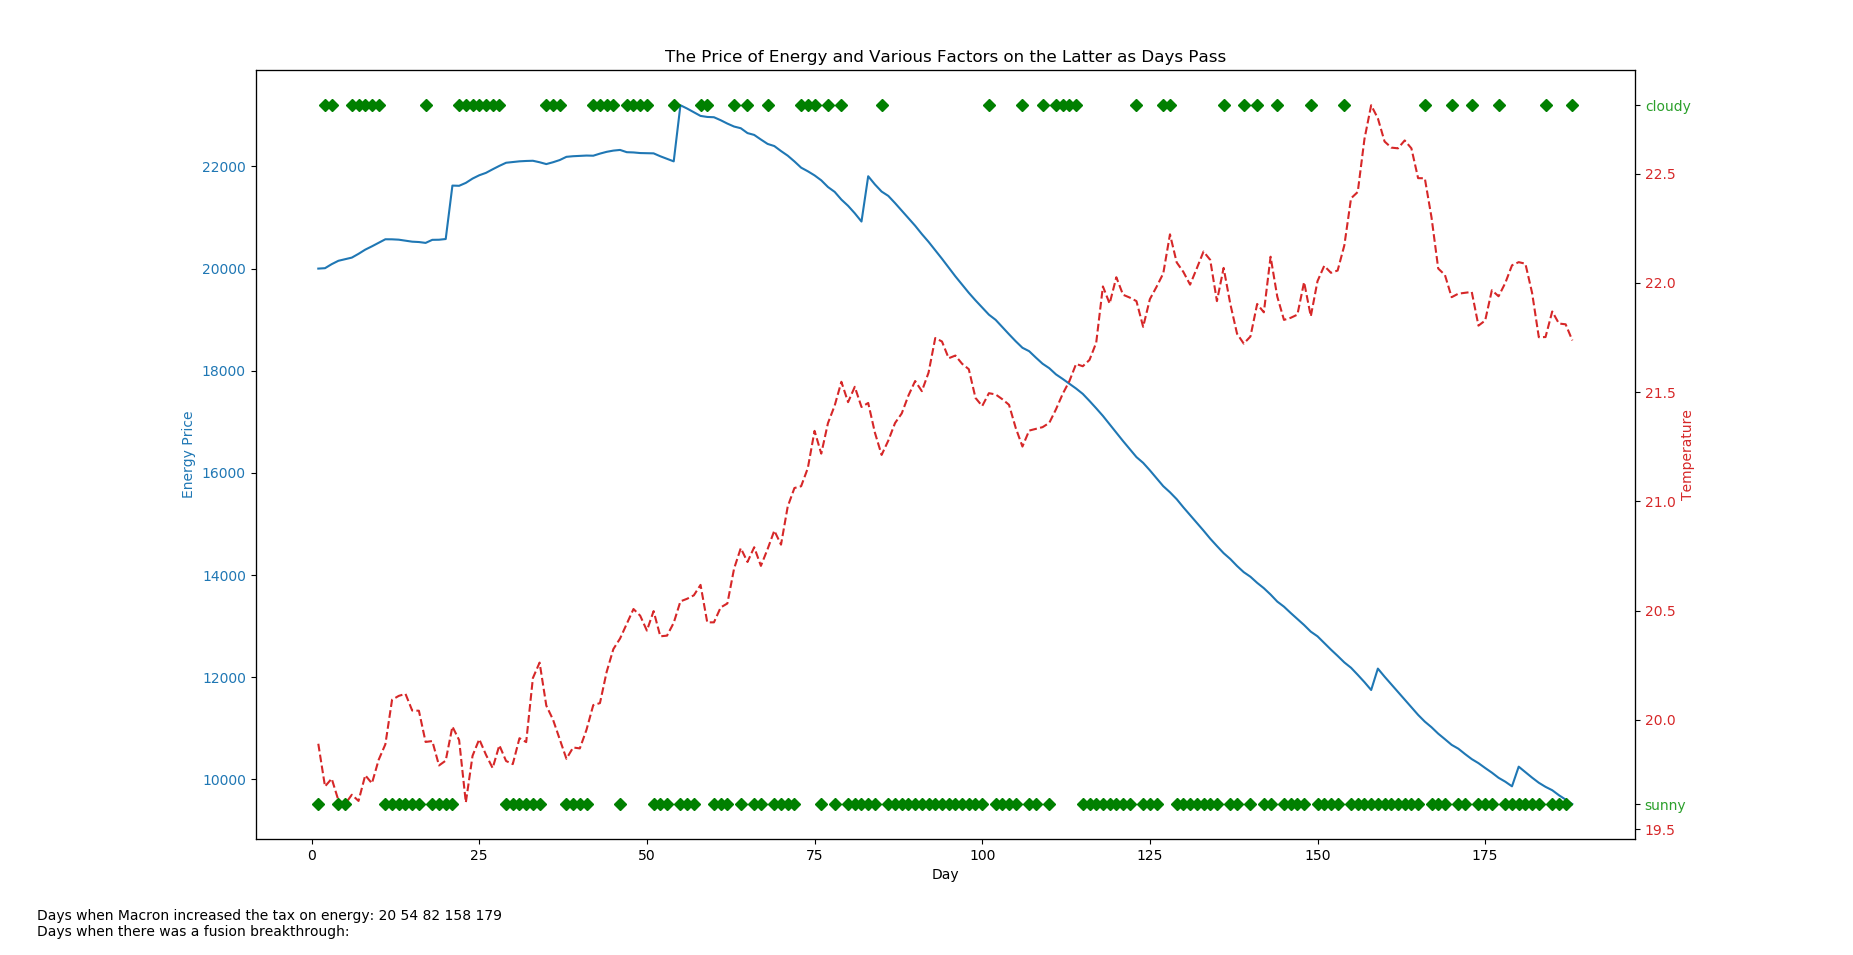 The Price of Energy and Various Factors on the Latter as Days Pass
cloudy
22000
22.5
20000
22.0
18000
21.5
Energy Price
Temperature
16000
21.0
14000
20.5
12000
20.0
10000
sunny
19.5
0 25 50 75 100 125 150 175
Day
Days when Macron increased the tax on energy: 20 54 82 158 179
Days when there was a fusion breakthrough: